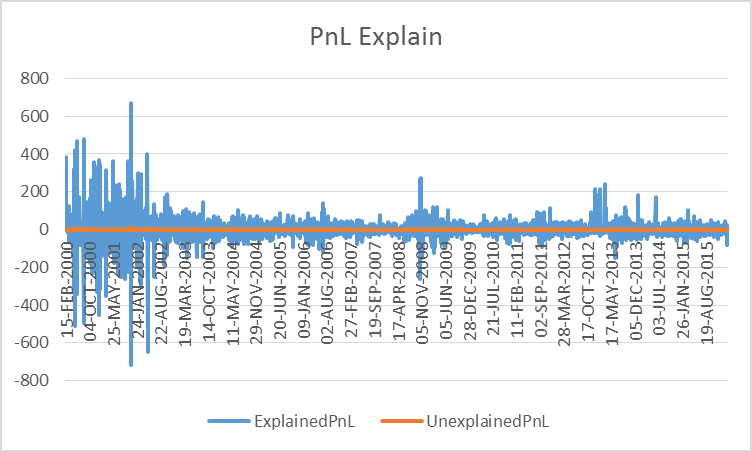 PnL Explain
800
600
400
200
0
-200
-400
-600
-800
15-FEB-2000
04-OCT-2000
25-MAY-2001
24-JAN-2002
22-AUG-2002
19-MAR-2003
14-OCT-2003
11-MAY-2004
29-NOV-2004
20-JUN-2005
09-JAN-2006
02-AUG-2006
27-FEB-2007
19-SEP-2007
17-APR-2008
05-NOV-2008
05-JUN-2009
28-DEC-2009
21-JUL-2010
11-FEB-2011
02-SEP-2011
28-MAR-2012
17-OCT-2012
17-MAY-2013
05-DEC-2013
03-JUL-2014
26-JAN-2015
19-AUG-2015
ExplainedPnL UnexplainedPnL